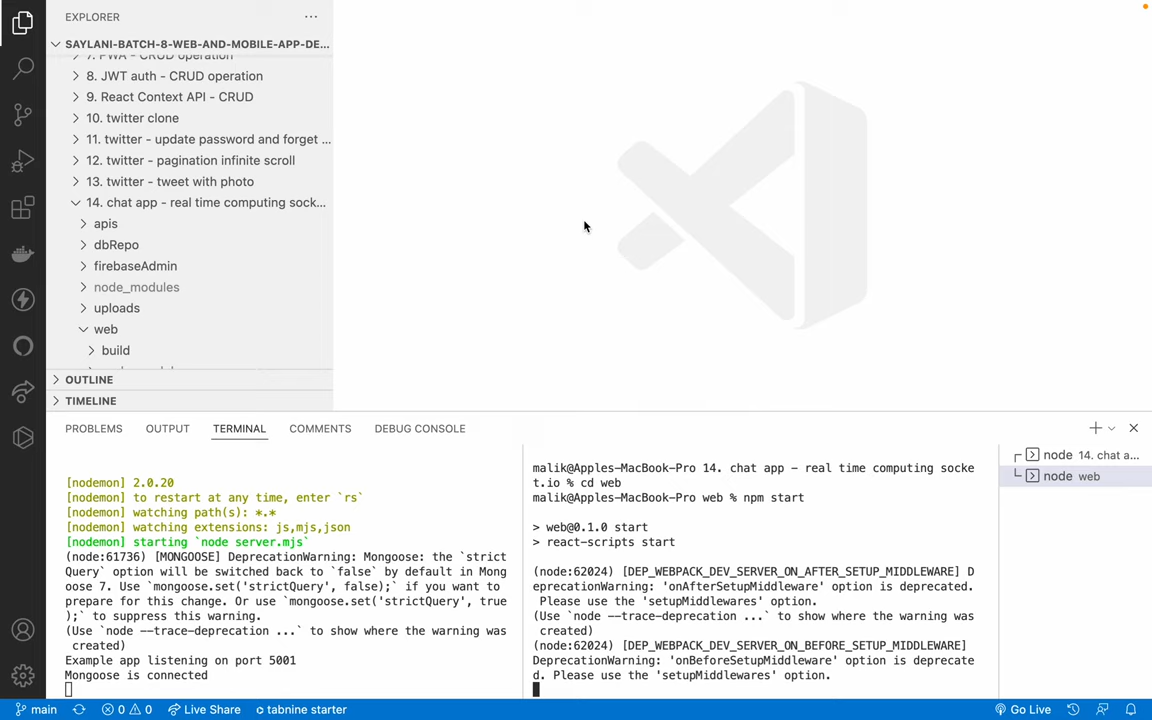 EXPLORER
SAYLANI-BATCH-8-WEB-AND-MOBILE-APP-DE...
7. PWA - CRUD operation
8. JWT auth - CRUD operation
9. React Context API - CRUD
10. twitter clone
11. twitter - update password and forget ...
12. twitter - pagination infinite scroll
13. twitter - tweet with photo
14. chat app - real time computing sock...
apis
dbRepo
firebaseAdmin
node_modules
uploads
web
build
OUTLINE
TIMELINE
PROBLEMS OUTPUT TERMINAL COMMENTS DEBUG CONSOLE
[nodemon] 2.0.20
[nodemon] to restart at any time, enter `rs`
[nodemon] watching path(s): *.*
[nodemon] watching extensions: js,mjs,json
[nodemon] starting `node server.mjs`
(node:61736) [MONGOOSE] DeprecationWarning: Mongoose: the `strict
Query` option will be switched back to `false` by default in Mong
oose 7. Use `mongoose.set('strictQuery', false);` if you want to
prepare for this change. Or use `mongoose.set('strictQuery', true
);` to suppress this warning.
(Use `node --trace-deprecation ...` to show where the warning was
created)
Example app listening on port 5001
Mongoose is connected
malik@Apples-MacBook-Pro 14. chat app - real time computing socke
t.io % cd web
malik@Apples-MacBook-Pro web % npm start
> web@0.1.0 start
> react-scripts start
(node:62024) [DEP_WEBPACK_DEV_SERVER_ON_AFTER_SETUP_MIDDLEWARE] D
eprecationWarning: 'onAfterSetupMiddleware' option is deprecated.
Please use the 'setupMiddlewares' option.
(Use `node --trace-deprecation ...` to show where the warning was
created)
(node:62024) [DEP_WEBPACK_DEV_SERVER_ON_BEFORE_SETUP_MIDDLEWARE]
DeprecationWarning: 'onBeforeSetupMiddleware' option is deprecate
d. Please use the 'setupMiddlewares' option.
node 14. chat a...
node web
main 0 0 Live Share tabnine starter Go Live